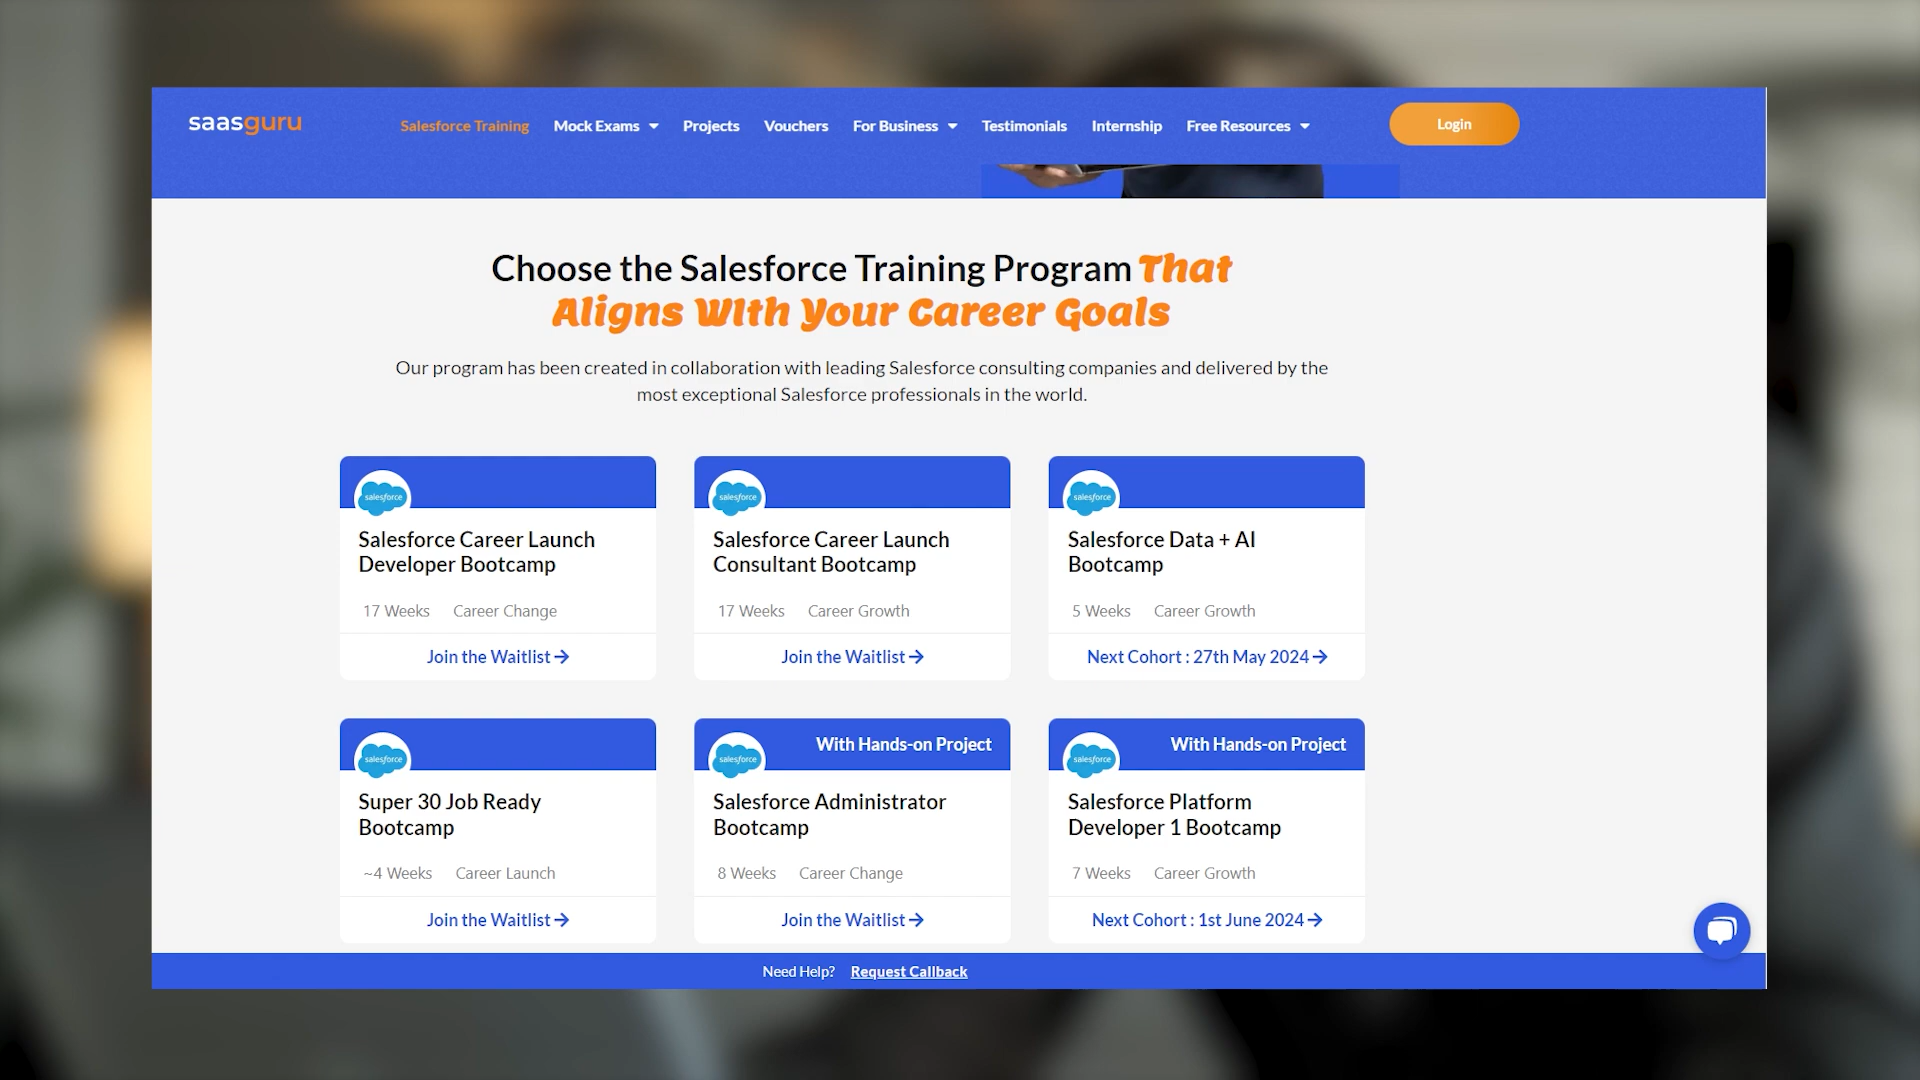 saasguru
Salesforce Training
Mock Exams
Projects
Vouchers
For Business
Testimonials
Internship
Free Resources
Login
Choose the Salesforce Training Program That
Aligns WIth Your Career Goals
Our program has been created in collaboration with leading Salesforce consulting companies and delivered by the
most exceptional Salesforce professionals in the world.
salesforce
Salesforce Career Launch
Developer Bootcamp
17 Weeks Career Change
Join the Waitlist
salesforce
Salesforce Career Launch
Consultant Bootcamp
17 Weeks Career Growth
Join the Waitlist
salesforce
Salesforce Data + AI
Bootcamp
5 Weeks Career Growth
Next Cohort : 27th May 2024
salesforce
Super 30 Job Ready
Bootcamp
~4 Weeks Career Launch
Join the Waitlist
With Hands-on Project
salesforce
Salesforce Administrator
Bootcamp
8 Weeks Career Change
Join the Waitlist
With Hands-on Project
salesforce
Salesforce Platform
Developer 1 Bootcamp
7 Weeks Career Growth
Next Cohort : 1st June 2024
Need Help? Request Callback